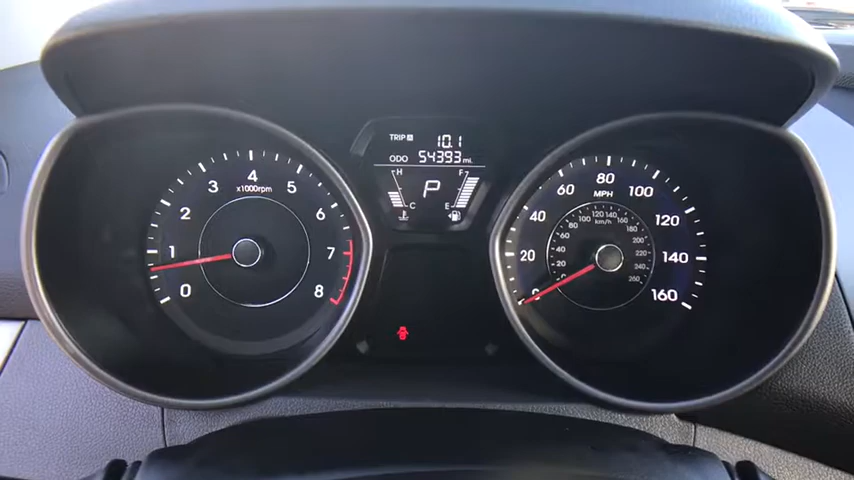 TRIP A 10.1
ODO 54393 mi.
H F
P
C E
0 1 2 3 4 5 6 7 8
x1000rpm
0 20 40 60 80 100 120 140 160
MPH
20 40 60 80 100 120 140 160 180 200 220 240 260
km/h